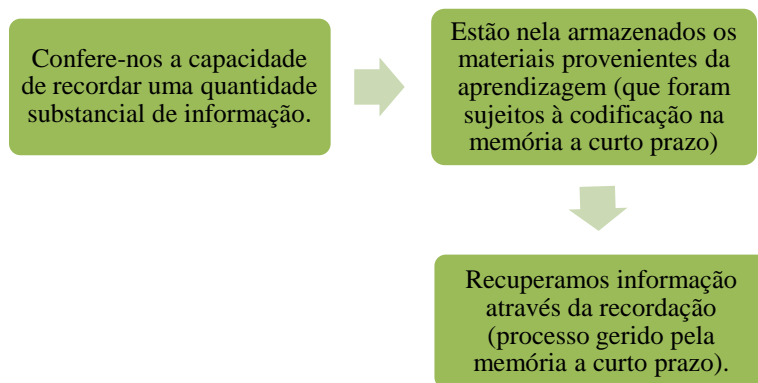 Confere-nos a capacidade
de recordar uma quantidade
substancial de informação.
Estão nela armazenados os
materiais provenientes da
aprendizagem (que foram
sujeitos à codificação na
memória a curto prazo)
Recuperamos informação
através da recordação
(processo gerido pela
memória a curto prazo).